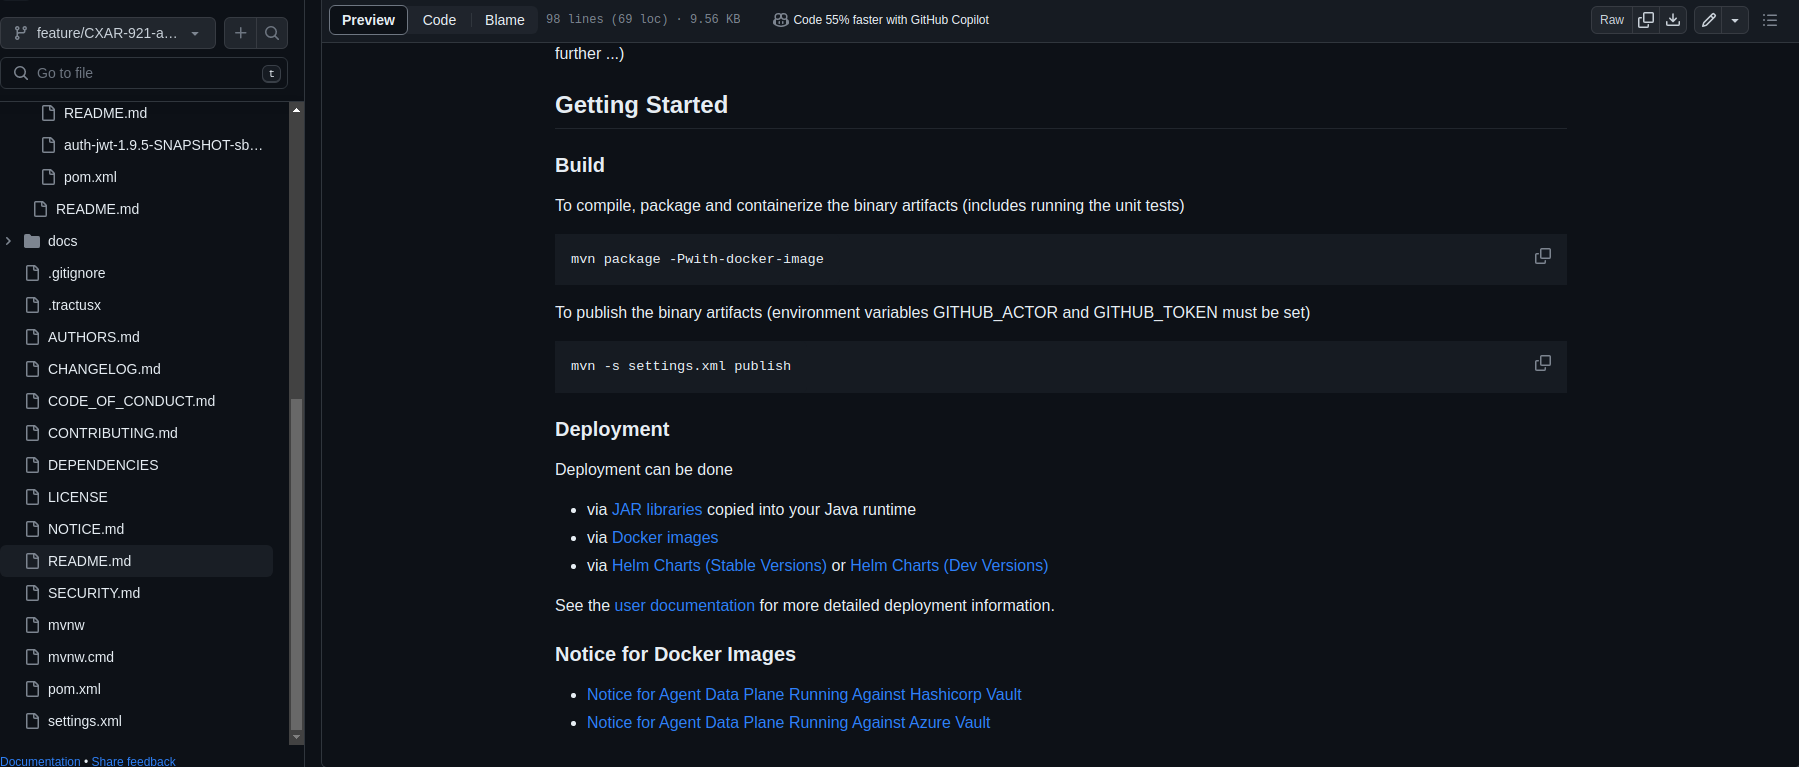 feature/CXAR-921-a...
Go to file
t
README.md
auth-jwt-1.9.5-SNAPSHOT-sb...
pom.xml
README.md
docs
.gitignore
.tractusx
AUTHORS.md
CHANGELOG.md
CODE_OF_CONDUCT.md
CONTRIBUTING.md
DEPENDENCIES
LICENSE
NOTICE.md
README.md
SECURITY.md
mvnw
mvnw.cmd
pom.xml
settings.xml
Documentation • Share feedback
Preview Code Blame 98 lines (69 loc) · 9.56 KB Code 55% faster with GitHub Copilot Raw
further ...)
Getting Started
Build
To compile, package and containerize the binary artifacts (includes running the unit tests)
mvn package -Pwith-docker-image
To publish the binary artifacts (environment variables GITHUB_ACTOR and GITHUB_TOKEN must be set)
mvn -s settings.xml publish
Deployment
Deployment can be done
• via JAR libraries copied into your Java runtime
• via Docker images
• via Helm Charts (Stable Versions) or Helm Charts (Dev Versions)
See the user documentation for more detailed deployment information.
Notice for Docker Images
• Notice for Agent Data Plane Running Against Hashicorp Vault
• Notice for Agent Data Plane Running Against Azure Vault